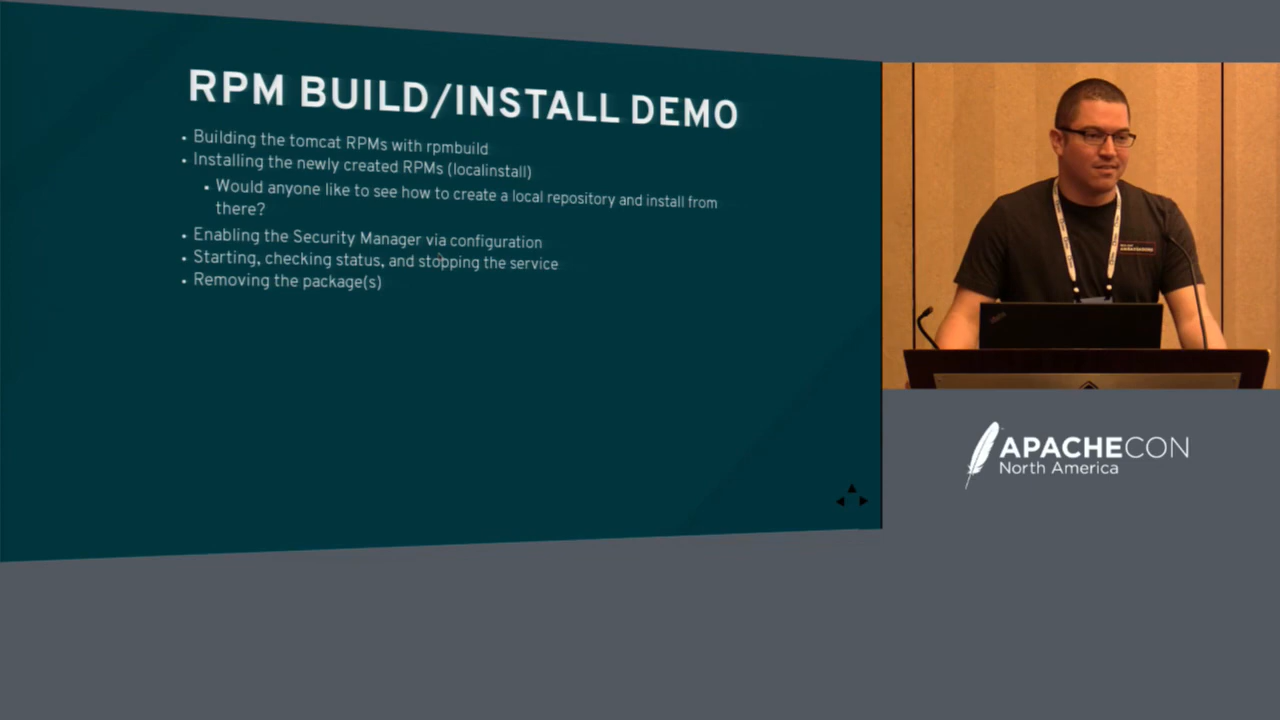 RPM BUILD/INSTALL DEMO
• Building the tomcat RPMs with rpmbuild
• Installing the newly created RPMs (localinstall)
• Would anyone like to see how to create a local repository and install from
there?
• Enabling the Security Manager via configuration
• Starting, checking status, and stopping the service
• Removing the package(s)
APACHECON
North America